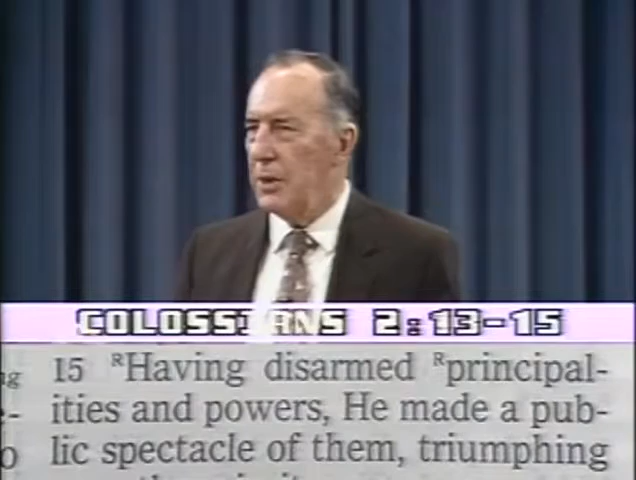 COLOSSIANS 2:13-15
15 ᴿHaving disarmed ᴿprincipal-
ities and powers, He made a pub-
lic spectacle of them, triumphing